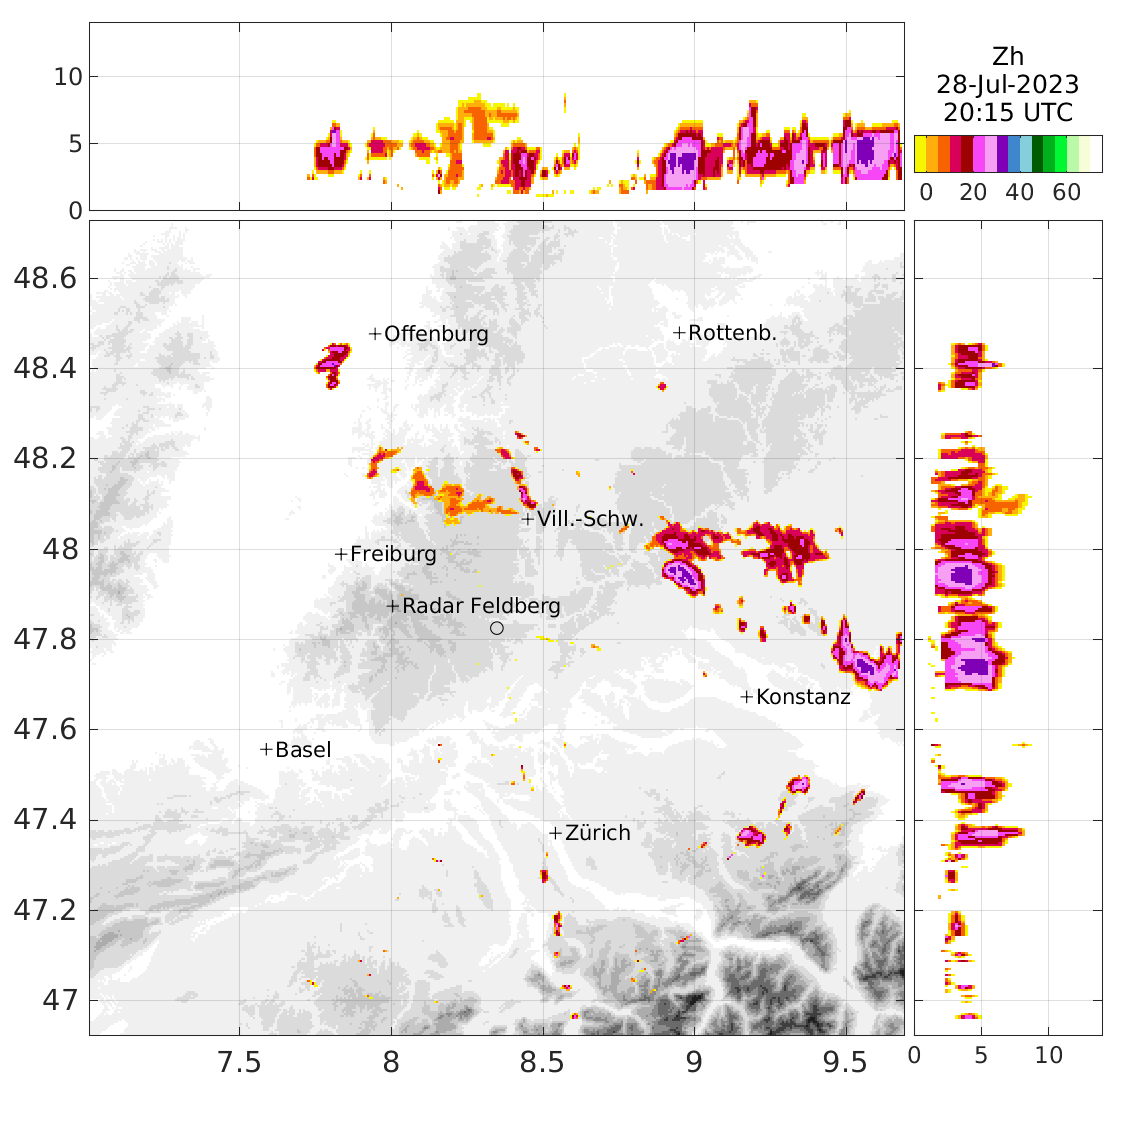 Zh
28-Jul-2023
20:15 UTC
0 20 40 60
10
5
0
48.6
48.4
48.2
48
47.8
47.6
47.4
47.2
47
Offenburg
Rottenb.
Vill.-Schw.
Freiburg
Radar Feldberg
Konstanz
Basel
Zürich
7.5 8 8.5 9 9.5
0 5 10